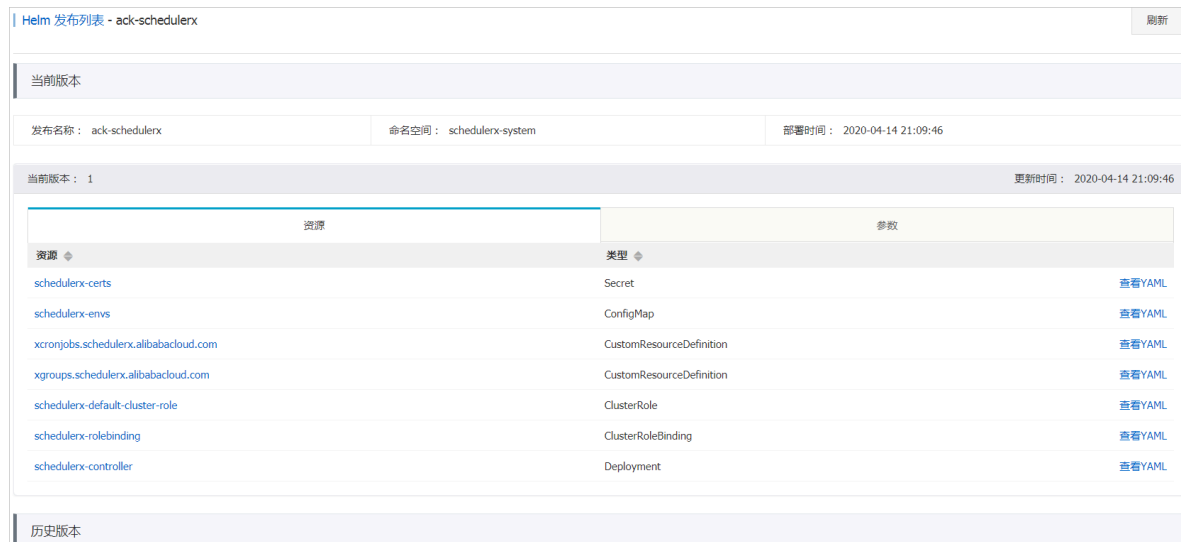 Helm 发布列表 - ack-schedulerx 刷新
当前版本
发布名称： ack-schedulerx 命名空间： schedulerx-system 部署时间： 2020-04-14 21:09:46
当前版本： 1 更新时间： 2020-04-14 21:09:46
资源 参数
资源 类型
schedulerx-certs Secret 查看YAML
schedulerx-envs ConfigMap 查看YAML
xcronjobs.schedulerx.alibabacloud.com CustomResourceDefinition 查看YAML
xgroups.schedulerx.alibabacloud.com CustomResourceDefinition 查看YAML
schedulerx-default-cluster-role ClusterRole 查看YAML
schedulerx-rolebinding ClusterRoleBinding 查看YAML
schedulerx-controller Deployment 查看YAML
历史版本